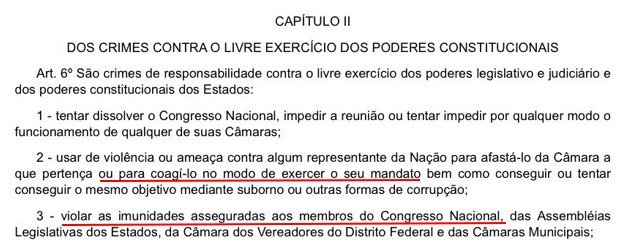 CAPÍTULO II
DOS CRIMES CONTRA O LIVRE EXERCÍCIO DOS PODERES CONSTITUCIONAIS
Art. 6º São crimes de responsabilidade contra o livre exercício dos poderes legislativo e judiciário e
dos poderes constitucionais dos Estados:
1 - tentar dissolver o Congresso Nacional, impedir a reunião ou tentar impedir por qualquer modo o
funcionamento de qualquer de suas Câmaras;
2 - usar de violência ou ameaça contra algum representante da Nação para afastá-lo da Câmara a
que pertença ou para coagí-lo no modo de exercer o seu mandato bem como conseguir ou tentar
conseguir o mesmo objetivo mediante suborno ou outras formas de corrupção;
3 - violar as imunidades asseguradas aos membros do Congresso Nacional, das Assembléias
Legislativas dos Estados, da Câmara dos Vereadores do Distrito Federal e das Câmaras Municipais;